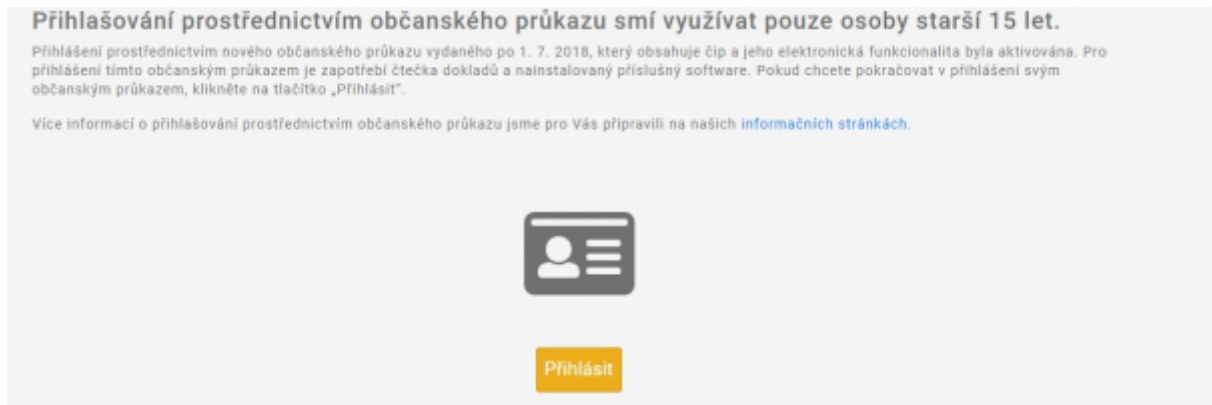 Přihlašování prostřednictvím občanského průkazu smí využívat pouze osoby starší 15 let.
Přihlášení prostřednictvím nového občanského průkazu vydaného po 1. 7. 2018, který obsahuje čip a jeho elektronická funkcionalita byla aktivována. Pro
přihlášení tímto občanským průkazem je zapotřebí čtečka dokladů a nainstalovaný příslušný software. Pokud chcete pokračovat v přihlášení svým
občanským průkazem, klikněte na tlačítko „Přihlásit".
Více informací o přihlašování prostřednictvím občanského průkazu jsme pro Vás připravili na našich informačních stránkách.
Přihlásit